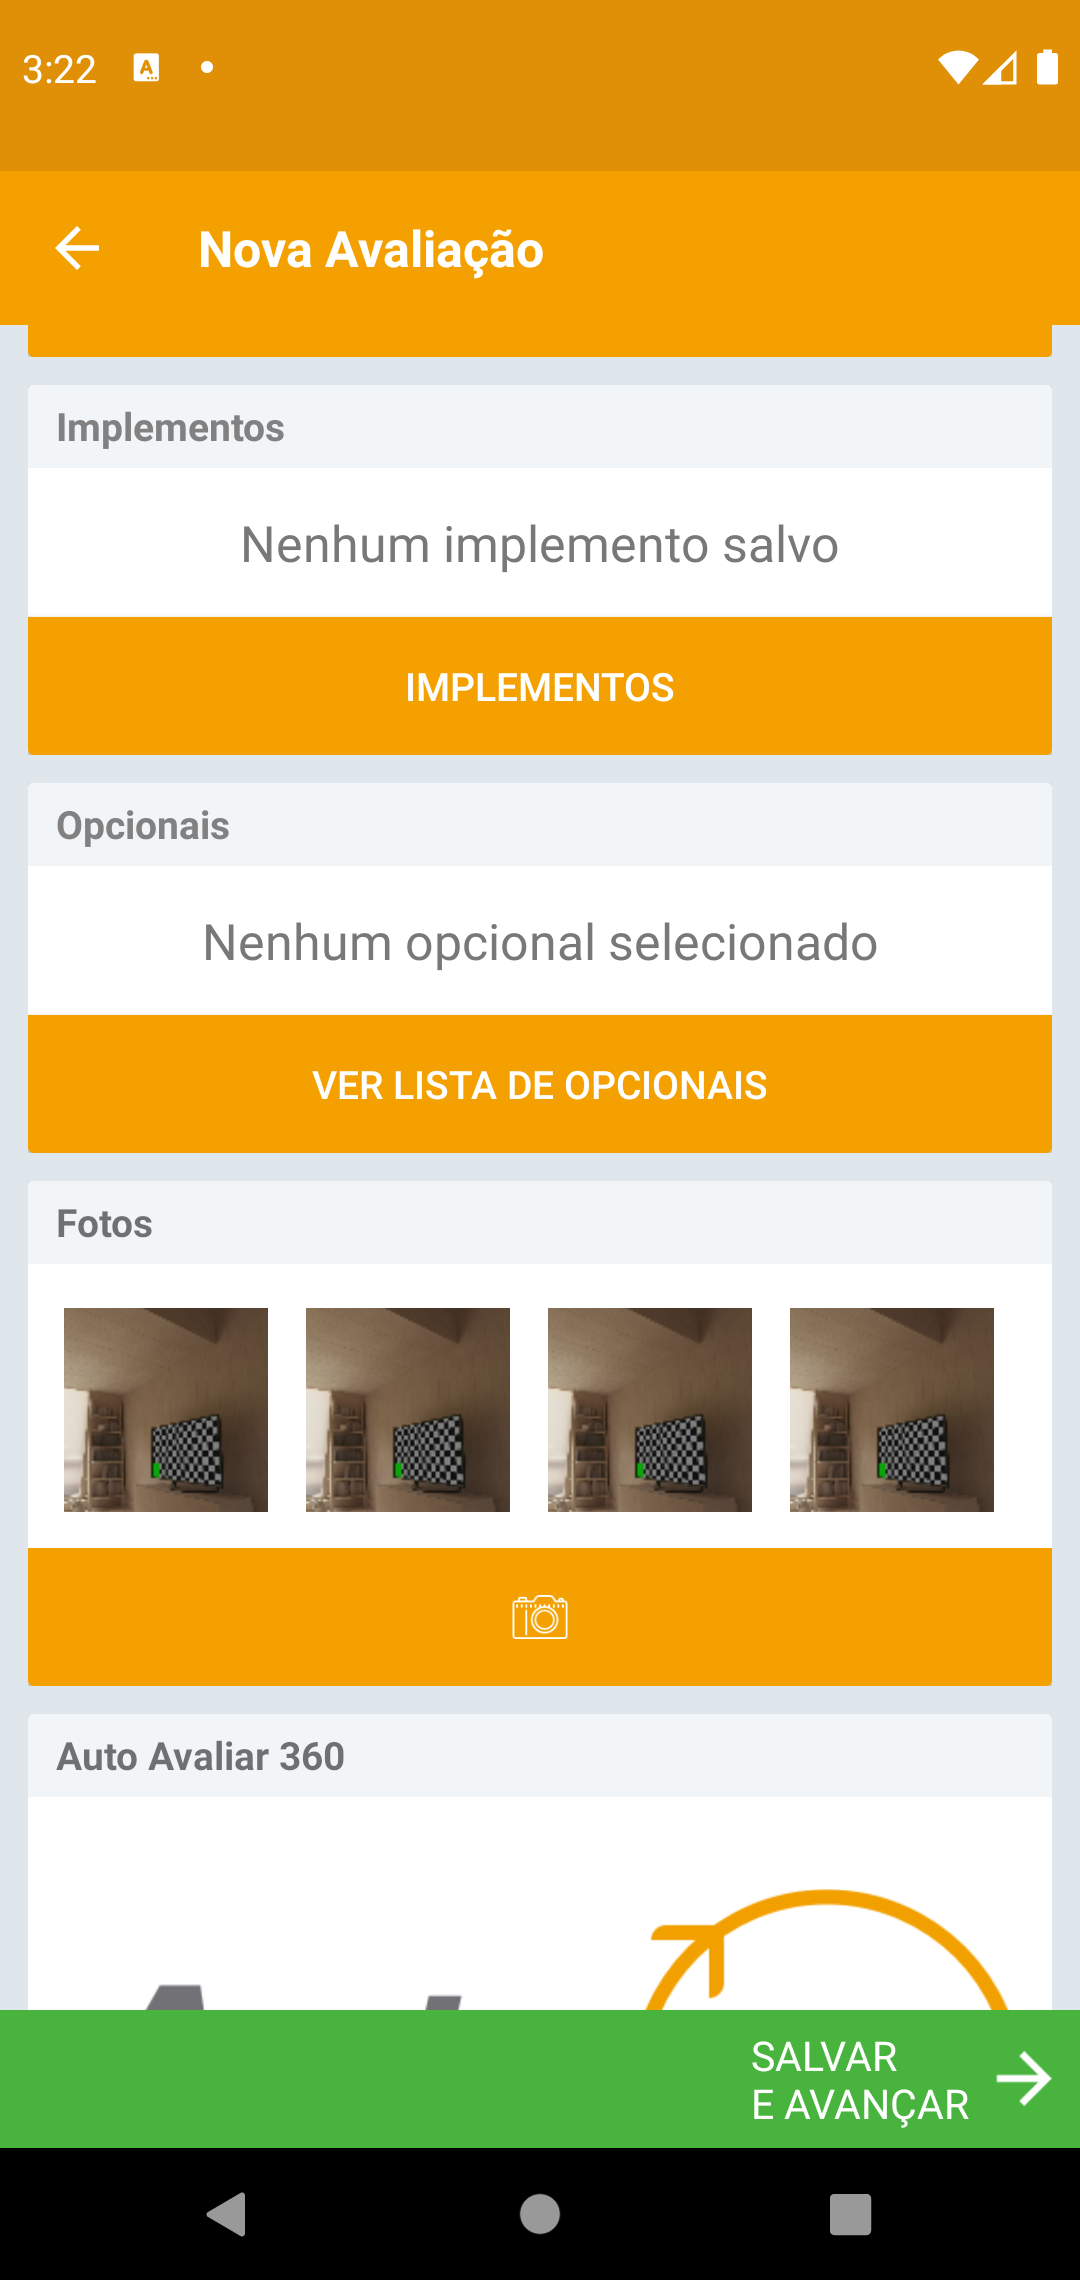 3:22
Nova Avaliação
Implementos
Nenhum implemento salvo
IMPLEMENTOS
Opcionais
Nenhum opcional selecionado
VER LISTA DE OPCIONAIS
Fotos
Auto Avaliar 360
SALVAR
E AVANÇAR